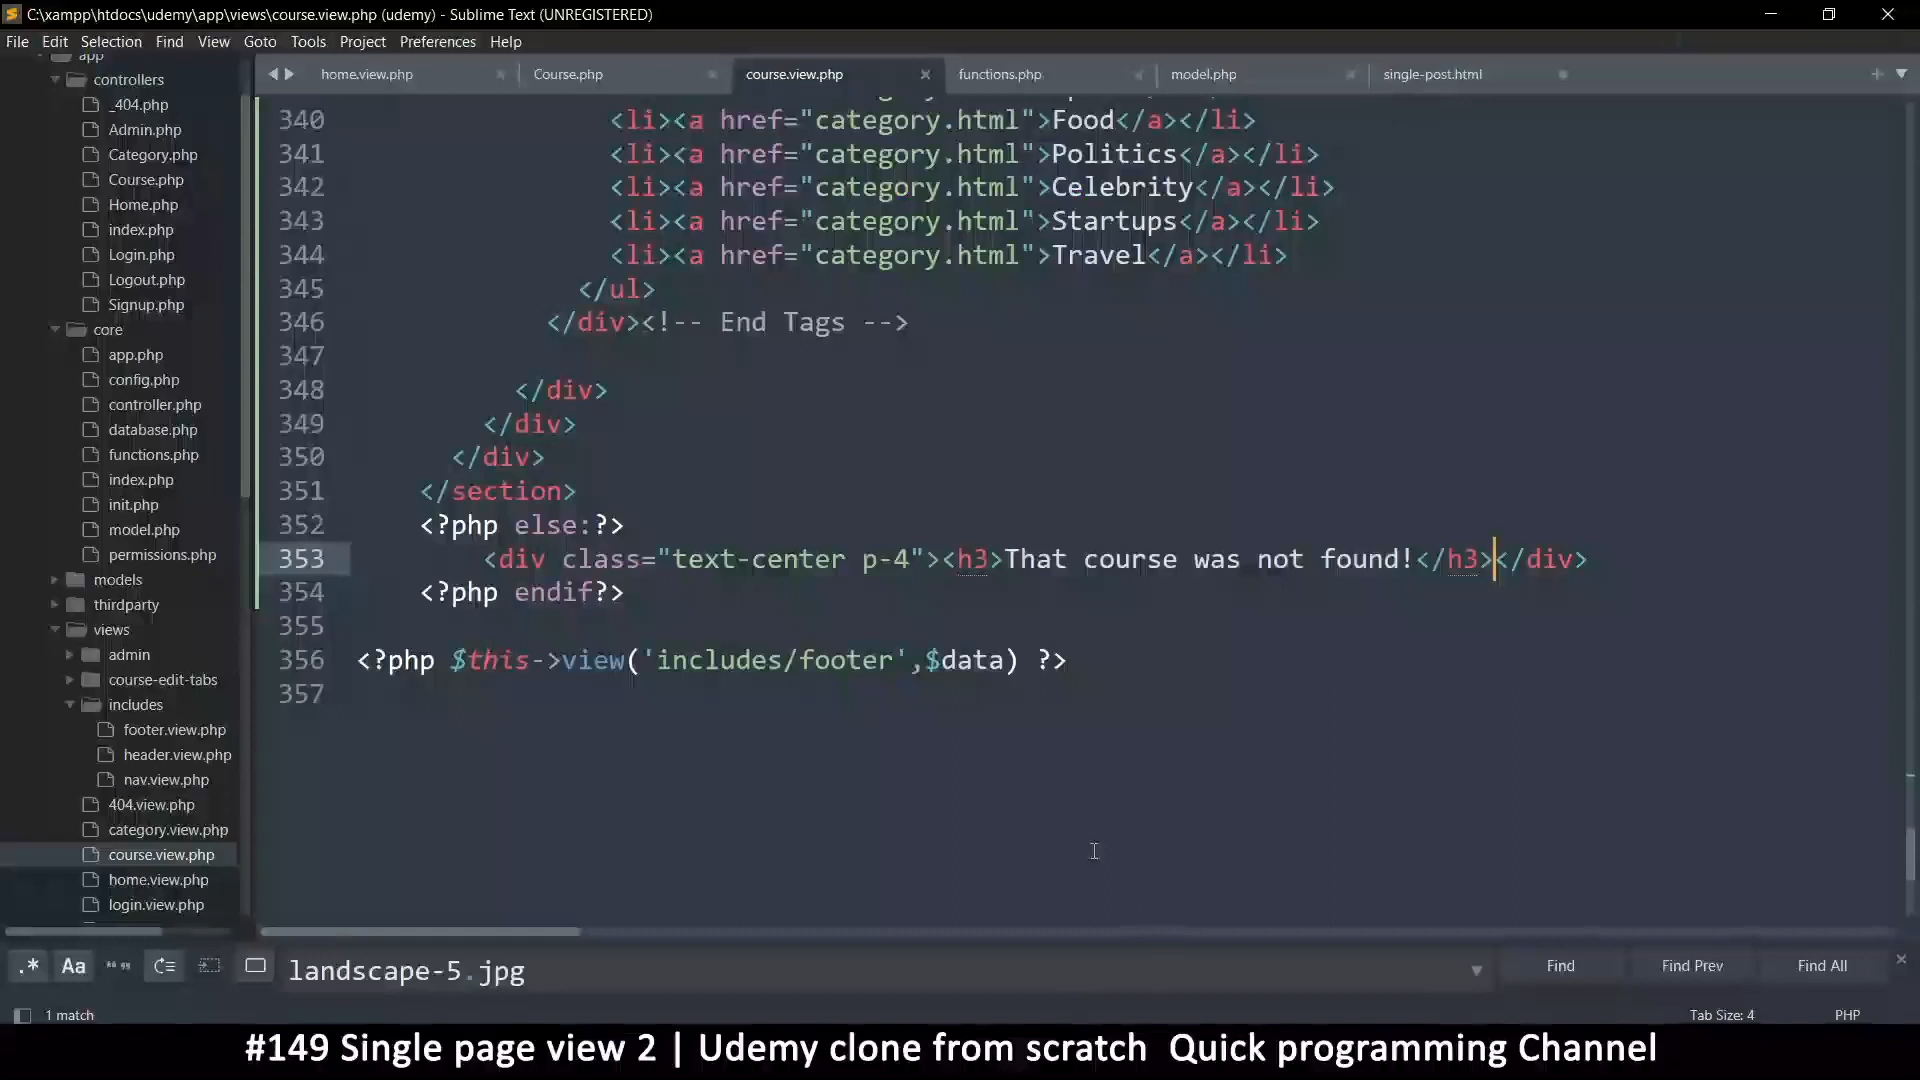 C:\xampp\htdocs\udemy\app\views\course.view.php (udemy) - Sublime Text (UNREGISTERED)
File Edit Selection Find View Goto Tools Project Preferences Help
home.view.php Course.php course.view.php functions.php model.php single-post.html
app
controllers
_404.php
Admin.php
Category.php
Course.php
Home.php
index.php
Login.php
Logout.php
Signup.php
core
app.php
config.php
controller.php
database.php
functions.php
index.php
init.php
model.php
permissions.php
models
thirdparty
views
admin
course-edit-tabs
includes
footer.view.php
header.view.php
nav.view.php
404.view.php
category.view.php
course.view.php
home.view.php
login.view.php
340 <li><a href="category.html">Food</a></li>
341 <li><a href="category.html">Politics</a></li>
342 <li><a href="category.html">Celebrity</a></li>
343 <li><a href="category.html">Startups</a></li>
344 <li><a href="category.html">Travel</a></li>
345 </ul>
346 </div><!-- End Tags -->
347
348 </div>
349 </div>
350 </div>
351 </section>
352 <?php else:?>
353 <div class="text-center p-4"><h3>That course was not found!</h3></div>
354 <?php endif?>
355
356 <?php $this->view('includes/footer',$data) ?>
357
.* Aa landscape-5.jpg Find Find Prev Find All
1 match Tab Size: 4 PHP
#149 Single page view 2 | Udemy clone from scratch Quick programming Channel